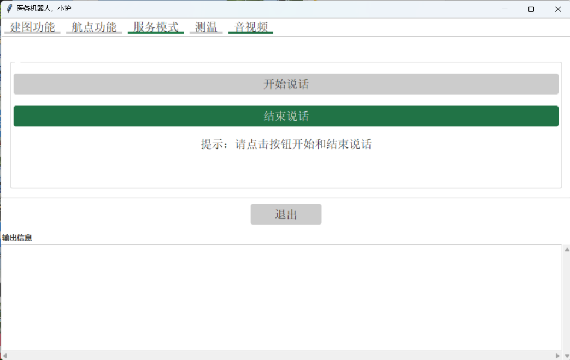 医务机器人，小护
建图功能 航点功能 服务模式 测温 音视频
开始说话
结束说话
提示：请点击按钮开始和结束说话
退出
输出信息